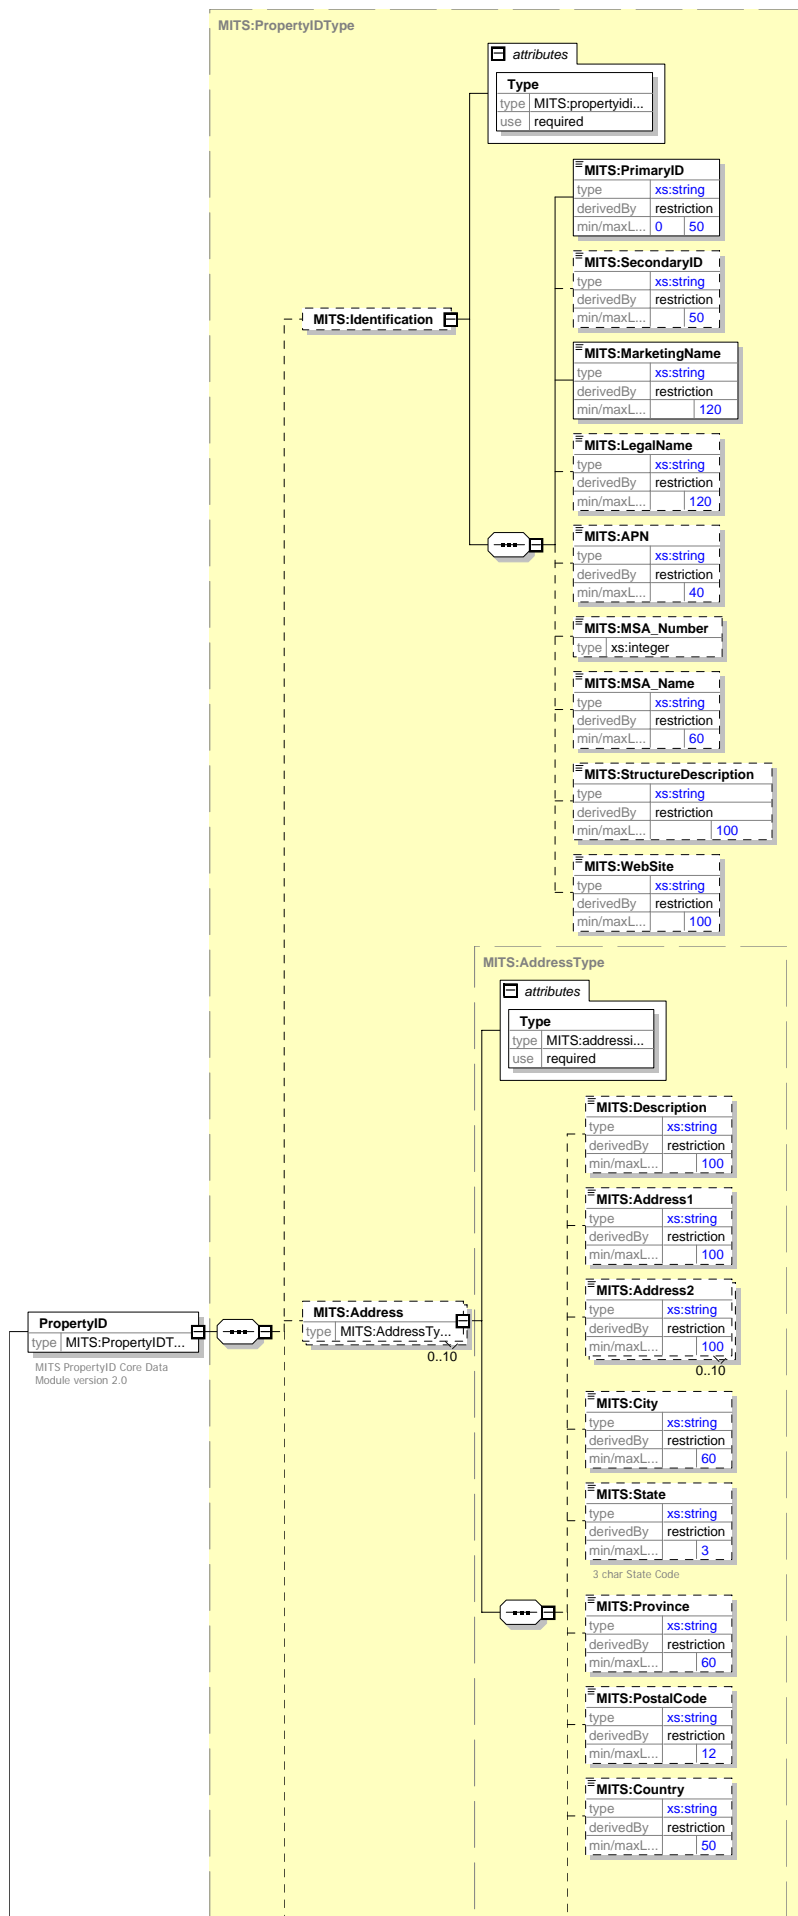 MITS:PropertyIDType
attributes
Type
type MITS:propertyidi...
use required
MITS:PrimaryID
type xs:string
derivedBy restriction
min/maxL... 0 50
MITS:SecondaryID
type xs:string
derivedBy restriction
min/maxL... 50
MITS:Identification
MITS:MarketingName
type xs:string
derivedBy restriction
min/maxL... 120
MITS:LegalName
type xs:string
derivedBy restriction
min/maxL... 120
MITS:APN
type xs:string
derivedBy restriction
min/maxL... 40
MITS:MSA_Number
type xs:integer
MITS:MSA_Name
type xs:string
derivedBy restriction
min/maxL... 60
MITS:StructureDescription
type xs:string
derivedBy restriction
min/maxL... 100
MITS:WebSite
type xs:string
derivedBy restriction
min/maxL... 100
MITS:AddressType
attributes
Type
type MITS:addressi...
use required
MITS:Description
type xs:string
derivedBy restriction
min/maxL... 100
MITS:Address1
type xs:string
derivedBy restriction
min/maxL... 100
PropertyID
type MITS:PropertyIDT...
MITS PropertyID Core Data
Module version 2.0
MITS:Address
type MITS:AddressTy...
0..10
MITS:Address2
type xs:string
derivedBy restriction
min/maxL... 100
0..10
MITS:City
type xs:string
derivedBy restriction
min/maxL... 60
MITS:State
type xs:string
derivedBy restriction
min/maxL... 3
3 char State Code
MITS:Province
type xs:string
derivedBy restriction
min/maxL... 60
MITS:PostalCode
type xs:string
derivedBy restriction
min/maxL... 12
MITS:Country
type xs:string
derivedBy restriction
min/maxL... 50